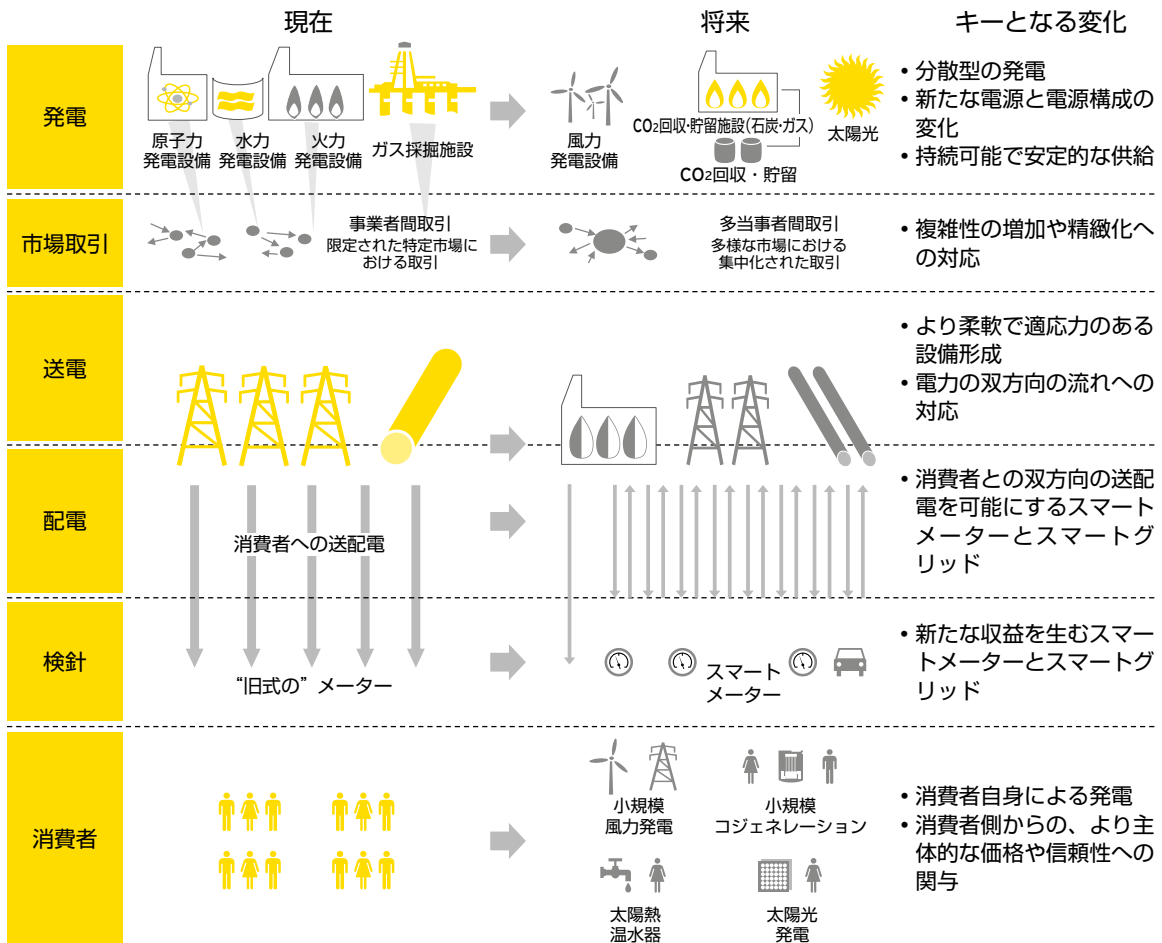 現在
将来
キーとなる変化
発電
原子力
発電設備
水力
発電設備
火力
発電設備
ガス採掘施設
風力
発電設備
CO2回収・貯留施設(石炭・ガス)
CO2回収・貯留
太陽光
• 分散型の発電
• 新たな電源と電源構成の
変化
• 持続可能で安定的な供給
市場取引
事業者間取引
限定された特定市場に
おける取引
多当事者間取引
多様な市場における
集中化された取引
• 複雑性の増加や精緻化へ
の対応
送電
• より柔軟で適応力のある
設備形成
• 電力の双方向の流れへの
対応
配電
消費者への送配電
• 消費者との双方向の送配
電を可能にするスマート
メーターとスマートグ
リッド
検針
“旧式の”メーター
スマート
メーター
• 新たな収益を生むスマー
トメーターとスマートグ
リッド
消費者
小規模
風力発電
小規模
コジェネレーション
太陽熱
温水器
太陽光
発電
• 消費者自身による発電
• 消費者側からの、より主
体的な価格や信頼性への
関与